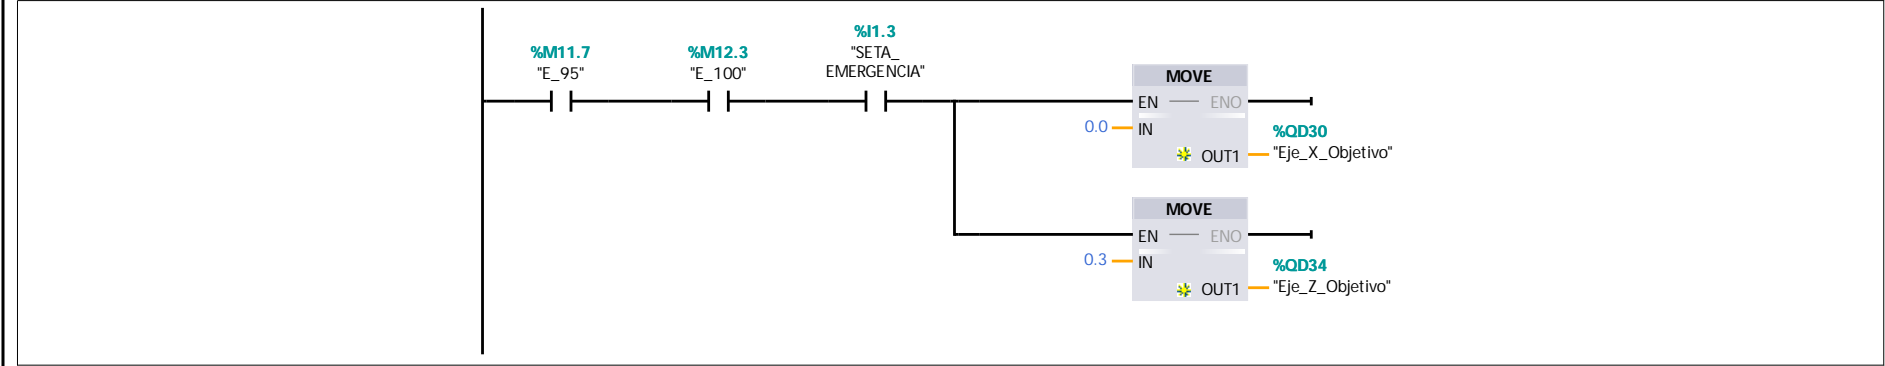 %I1.3
%M11.7
%M12.3
"SETA_
"E_95"
"E_100"
EMERGENCIA"
MOVE
EN
ENO
0.0
IN
%QD30
OUT1
"Eje_X_Objetivo"
MOVE
EN
ENO
0.3
IN
%QD34
OUT1
"Eje_Z_Objetivo"